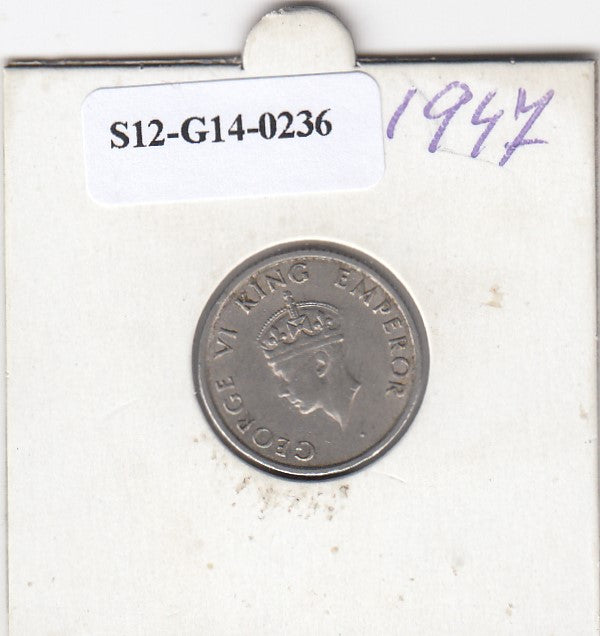 S12-G14-0236
1947
GEORGE VI KING EMPEROR